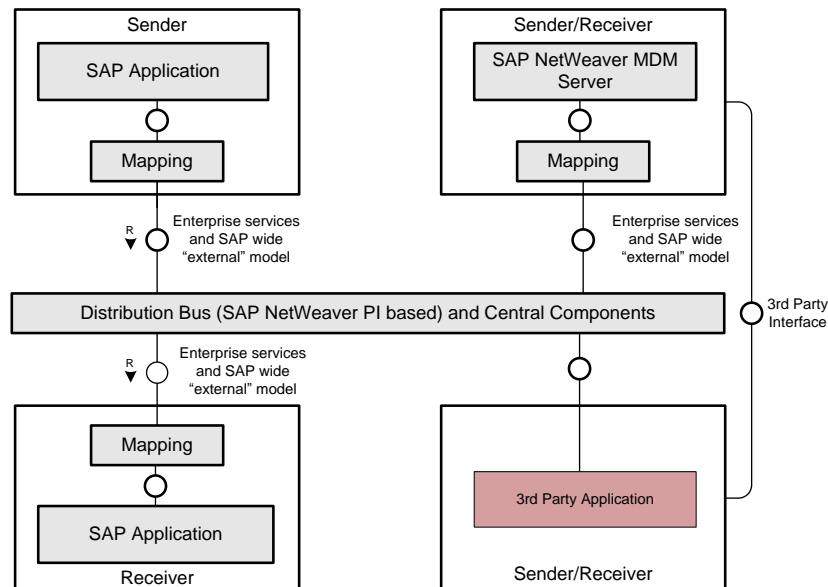 Sender
SAP Application
Mapping
R
Enterprise services
and SAP wide
“external” model
Sender/Receiver
SAP NetWeaver MDM
Server
Mapping
Enterprise services
and SAP wide
“external” model
Distribution Bus (SAP NetWeaver PI based) and Central Components
3rd Party
Interface
R
Enterprise services
and SAP wide
“external” model
Mapping
SAP Application
Receiver
3rd Party Application
Sender/Receiver